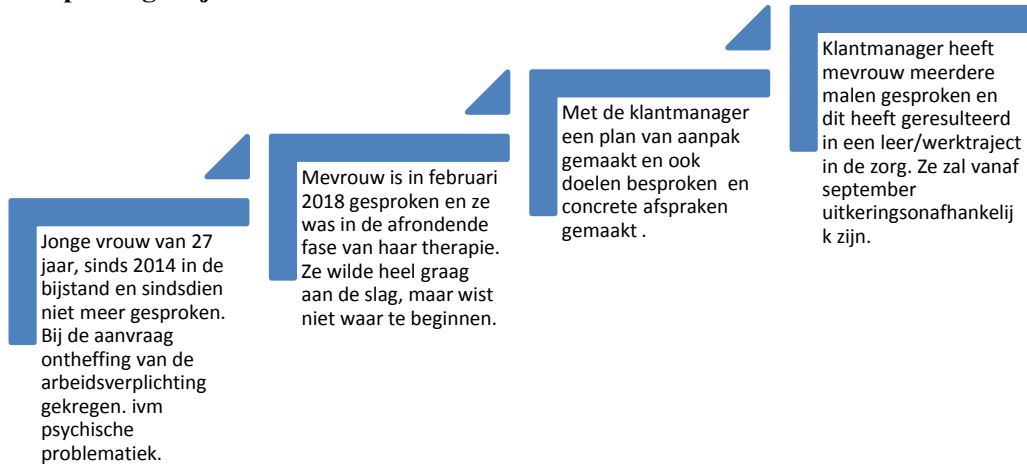 Jonge vrouw van 27
jaar, sinds 2014 in de
bijstand en sindsdien
niet meer gesproken.
Bij de aanvraag
ontheffing van de
arbeidsverplichting
gekregen. ivm
psychische
problematiek.
Mevrouw is in februari
2018 gesproken en ze
was in de afrondende
fase van haar therapie.
Ze wilde heel graag
aan de slag, maar wist
niet waar te beginnen.
Met de klantmanager
een plan van aanpak
gemaakt en ook
doelen besproken en
concrete afspraken
gemaakt .
Klantmanager heeft
mevrouw meerdere
malen gesproken en
dit heeft geresulteerd
in een leer/werktraject
in de zorg. Ze zal vanaf
september
uitkeringsonafhankelij
k zijn.